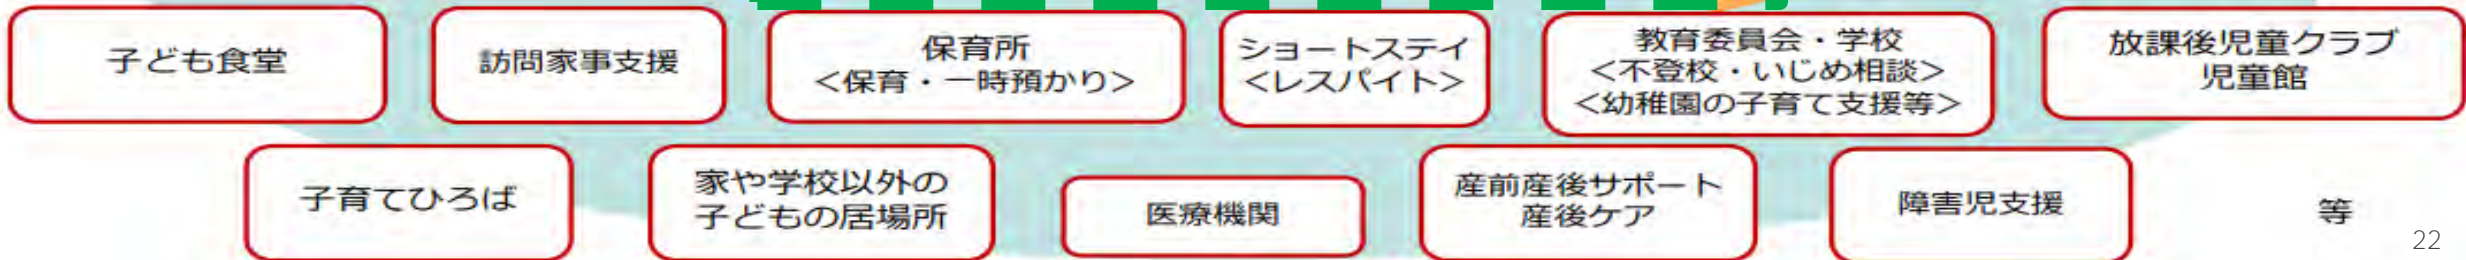 子ども食堂
訪問家事支援
保育所
<保育・一時預かり>
ショートステイ
<レスパイト>
教育委員会・学校
<不登校・いじめ相談>
<幼稚園の子育て支援等>
放課後児童クラブ
児童館
子育てひろば
家や学校以外の
子どもの居場所
医療機関
産前産後サポート
産後ケア
障害児支援
等
22